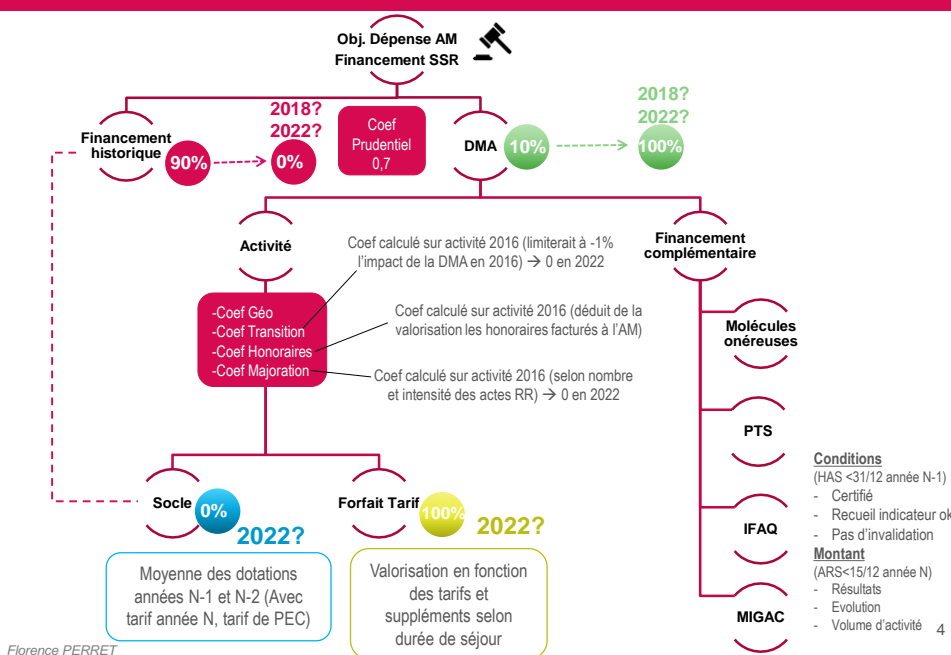 Obj. Dépense AM
Financement SSR
Financement
historique
90%
2018?
2022?
0%
Coef
Prudentiel
0,7
DMA
10%
2018?
2022?
100%
Activité
Coef calculé sur activité 2016 (limiterait à -1%
l'impact de la DMA en 2016) → 0 en 2022
Financement
complémentaire
-Coef Géo
-Coef Transition
-Coef Honoraires
-Coef Majoration
Coef calculé sur activité 2016 (déduit de la
valorisation les honoraires facturés à l'AM)
Coef calculé sur activité 2016 (selon nombre
et intensité des actes RR) → 0 en 2022
Molécules
onéreuses
PTS
IFAQ
MIGAC
Conditions
(HAS <31/12 année N-1)
- Certifié
- Recueil indicateur ok
- Pas d'invalidation
Montant
(ARS<15/12 année N)
- Résultats
- Evolution
- Volume d'activité
Socle
0%
2022?
Forfait Tarif
100%
2022?
Moyenne des dotations
années N-1 et N-2 (Avec
tarif année N, tarif de PEC)
Valorisation en fonction
des tarifs et
suppléments selon
durée de séjour
Florence PERRET
4